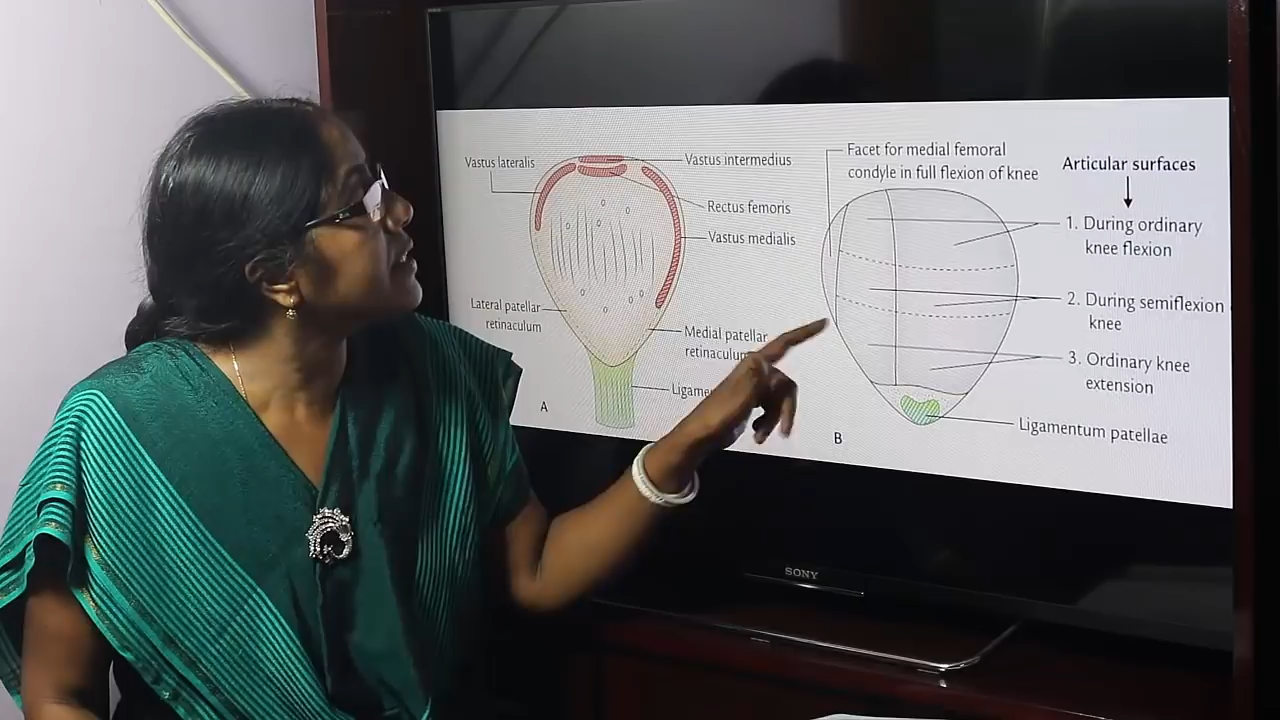 Vastus lateralis
Vastus intermedius
Rectus femoris
Vastus medialis
Lateral patellar
retinaculum
Medial patellar
A
Facet for medial femoral
condyle in full flexion of knee
Articular surfaces
1. During ordinary
knee flexion
2. During semiflexion
knee
3. Ordinary knee
extension
Ligamentum patellae
B
SONY